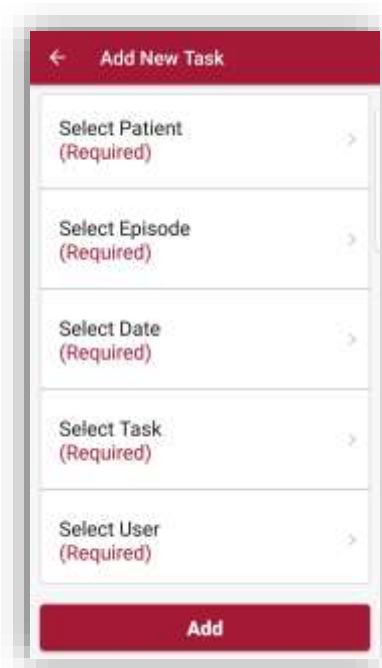 Add New Task
Select Patient
(Required)
Select Episode
(Required)
Select Date
(Required)
Select Task
(Required)
Select User
(Required)
Add